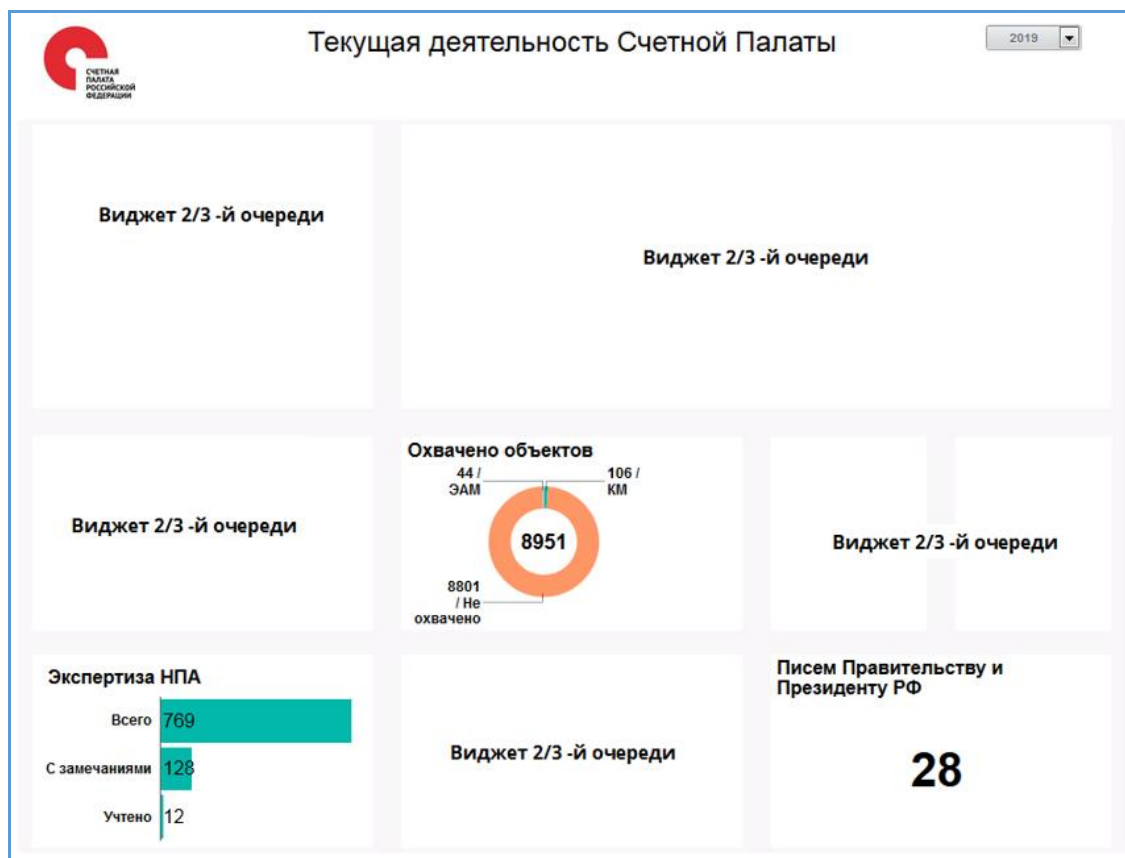 СЧЕТНАЯ
ПАЛАТА
РОССИЙСКОЙ
ФЕДЕРАЦИИ
Текущая деятельность Счетной Палаты
2019
Виджет 2/3 -й очереди
Виджет 2/3 -й очереди
Виджет 2/3 -й очереди
Охвачено объектов
44 /
ЭАМ
106 /
КМ
8951
8801
/ Не
охвачено
Виджет 2/3 -й очереди
Экспертиза НПА
Всего 769
С замечаниями 128
Учтено 12
Виджет 2/3 -й очереди
Писем Правительству и
Президенту РФ
28